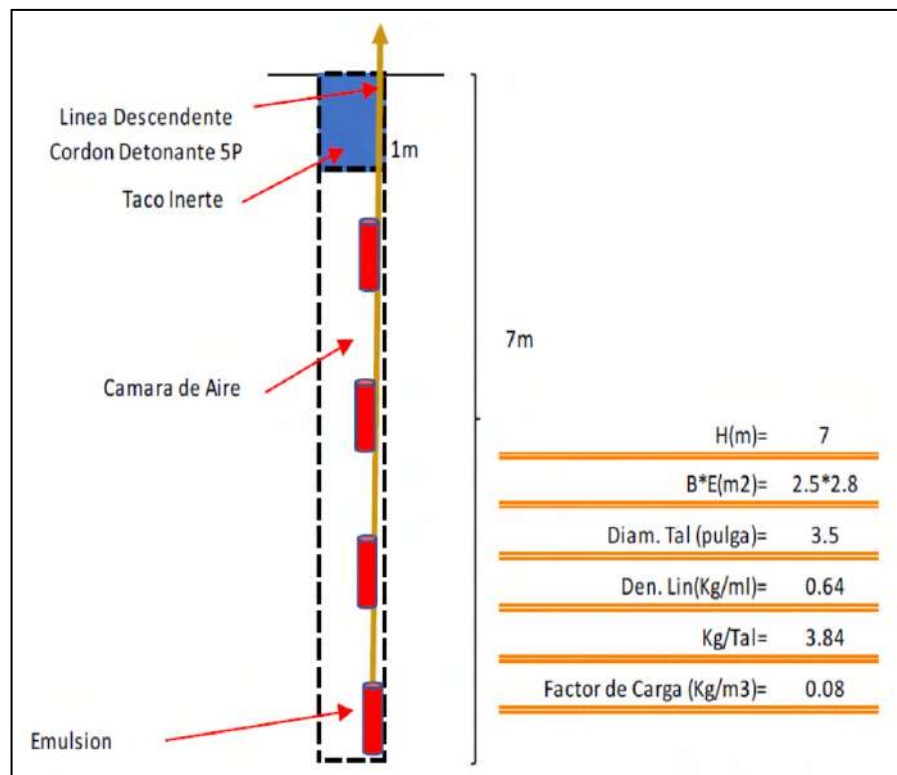 Linea Descendente
Cordon Detonante 5P
1m
Taco Inerte
7m
Camara de Aire
H(m)= 7
B*E(m2)= 2.5*2.8
Diam. Tal (pulga)= 3.5
Den. Lin(Kg/ml)= 0.64
Kg/Tal= 3.84
Factor de Carga (Kg/m3)= 0.08
Emulsion